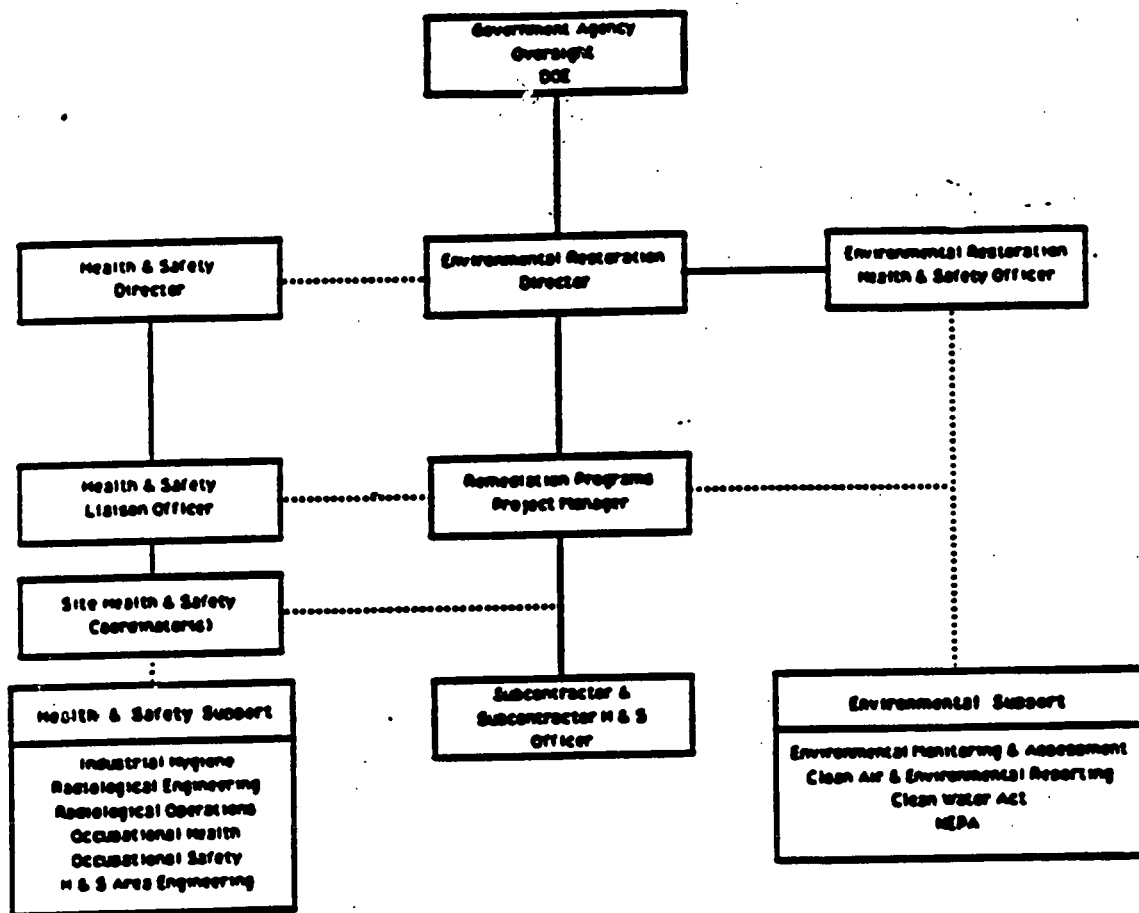 Government Agency
Oversight
DOE
Health & Safety
Director
Environmental Restoration
Director
Environmental Restoration
Health & Safety Officer
Health & Safety
Liaison Officer
Remediation Programs
Project Manager
Site Health & Safety
Coordinator(s)
Health & Safety Support
Industrial Hygiene
Radiological Engineering
Radiological Operations
Occupational Health
Occupational Safety
H & S Area Engineering
Subcontractor &
Subcontractor H & S
Officer
Environmental Support
Environmental Monitoring & Assessment
Clean Air & Environmental Reporting
Clean Water Act
NEPA